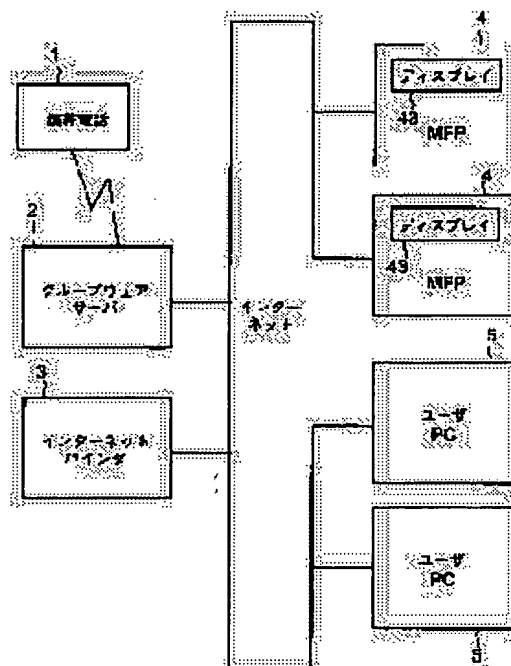 1
携帯電話
2
グループウエア
サーバ
3
インターネット
バインダ
インター
ネット
4
ディスプレイ
43
MFP
4
ディスプレイ
43
MFP
5
ユーザ
PC
ユーザ
PC
5